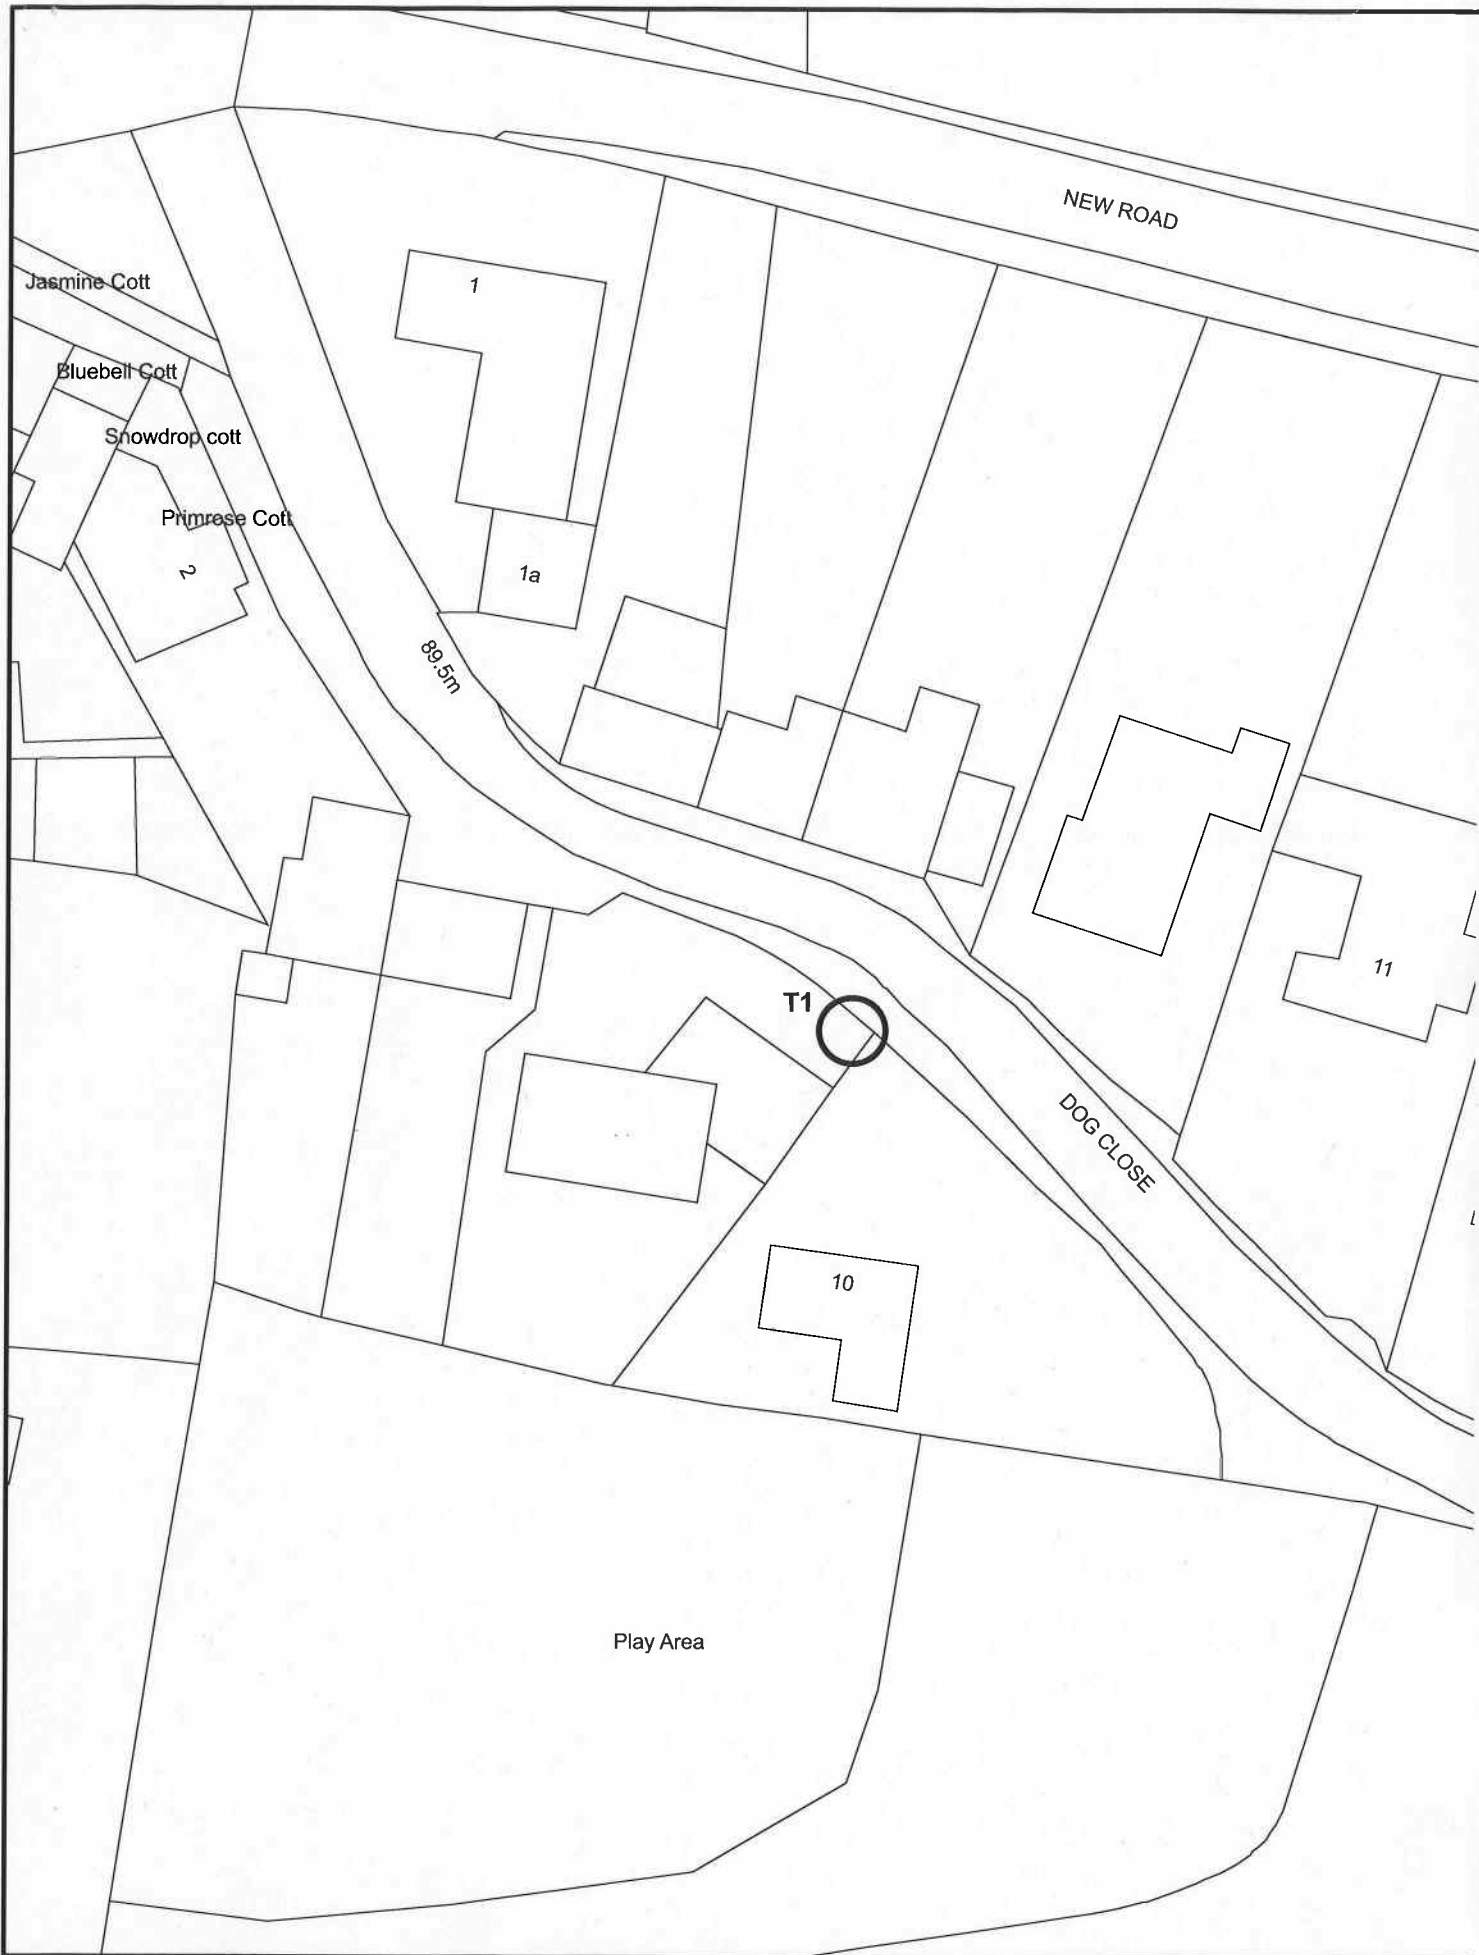 NEW ROAD
Jasmine Cott
1
Bluebell Cott
Snowdrop cott
Primrose Cott
2
1a
89.5m
11
T1
DOG CLOSE
10
Play Area